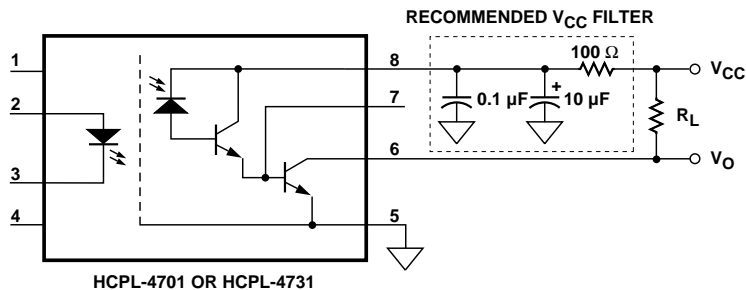 RECOMMENDED VCC FILTER
1
2
3
4
8
7
6
5
100 Ω
0.1 µF
+
10 µF
VCC
RL
VO
HCPL-4701 OR HCPL-4731